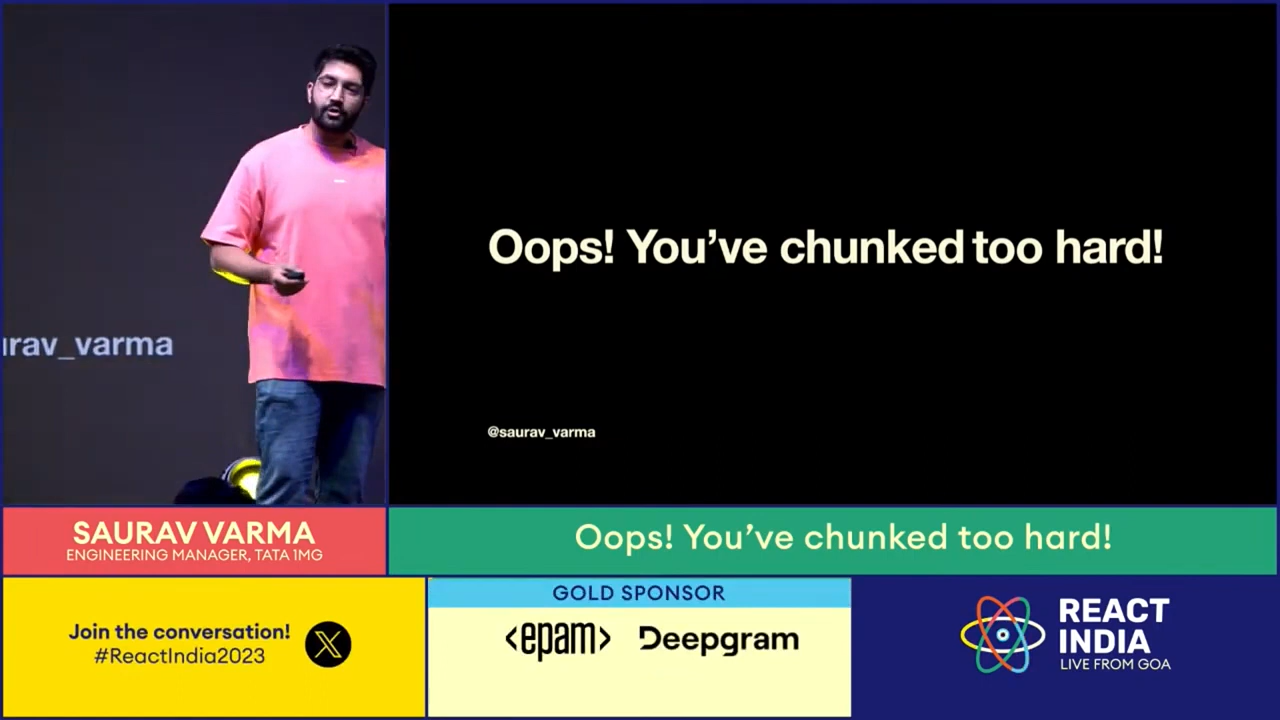 urav_varma
Oops! You’ve chunked too hard!
@saurav_varma
SAURAV VARMA
ENGINEERING MANAGER, TATA 1MG
Oops! You’ve chunked too hard!
Join the conversation!
#ReactIndia2023
X
GOLD SPONSOR
<epam>
Deepgram
REACT
INDIA
LIVE FROM GOA